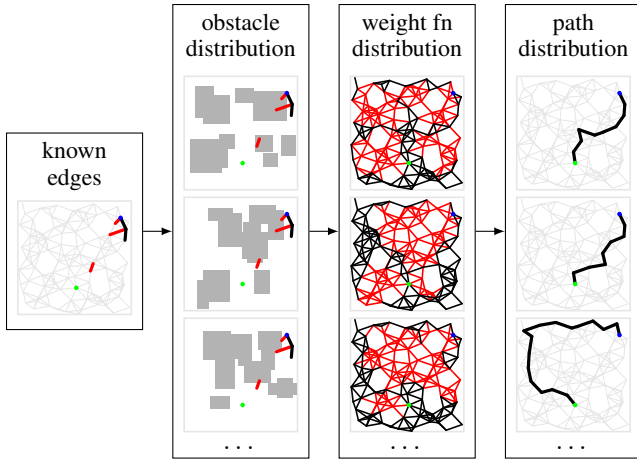 obstacle
distribution
weight fn
distribution
path
distribution
known
edges
. . .
. . .
. . .